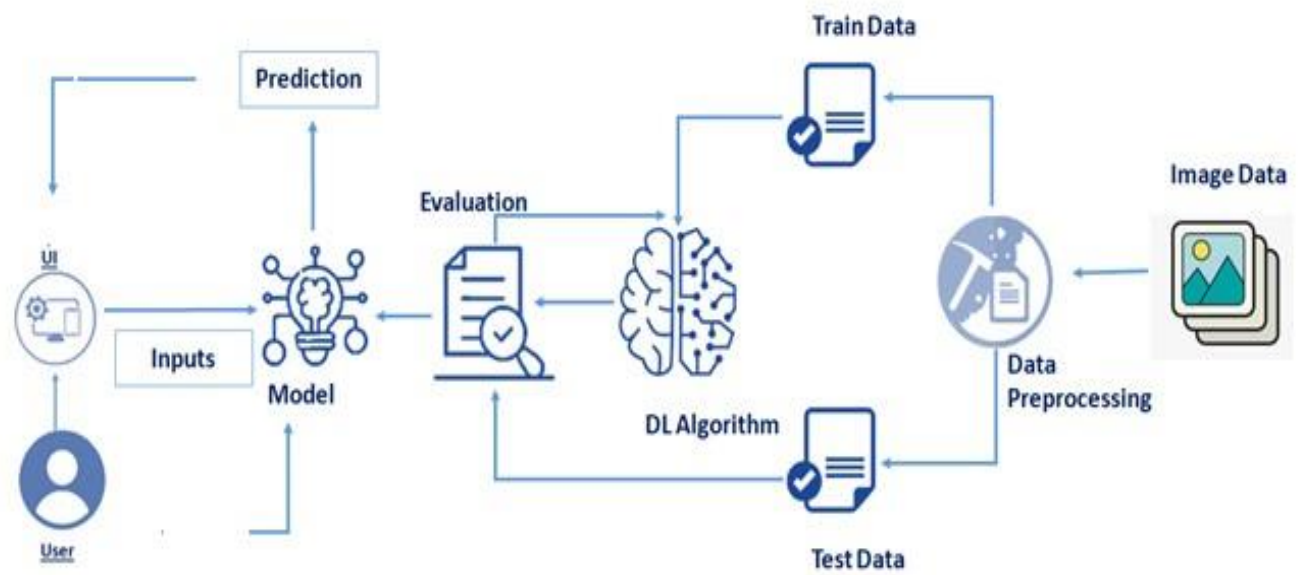 Train Data
Prediction
Image Data
Evaluation
UI
Inputs
Model
Data
Preprocessing
DL Algorithm
User
Test Data